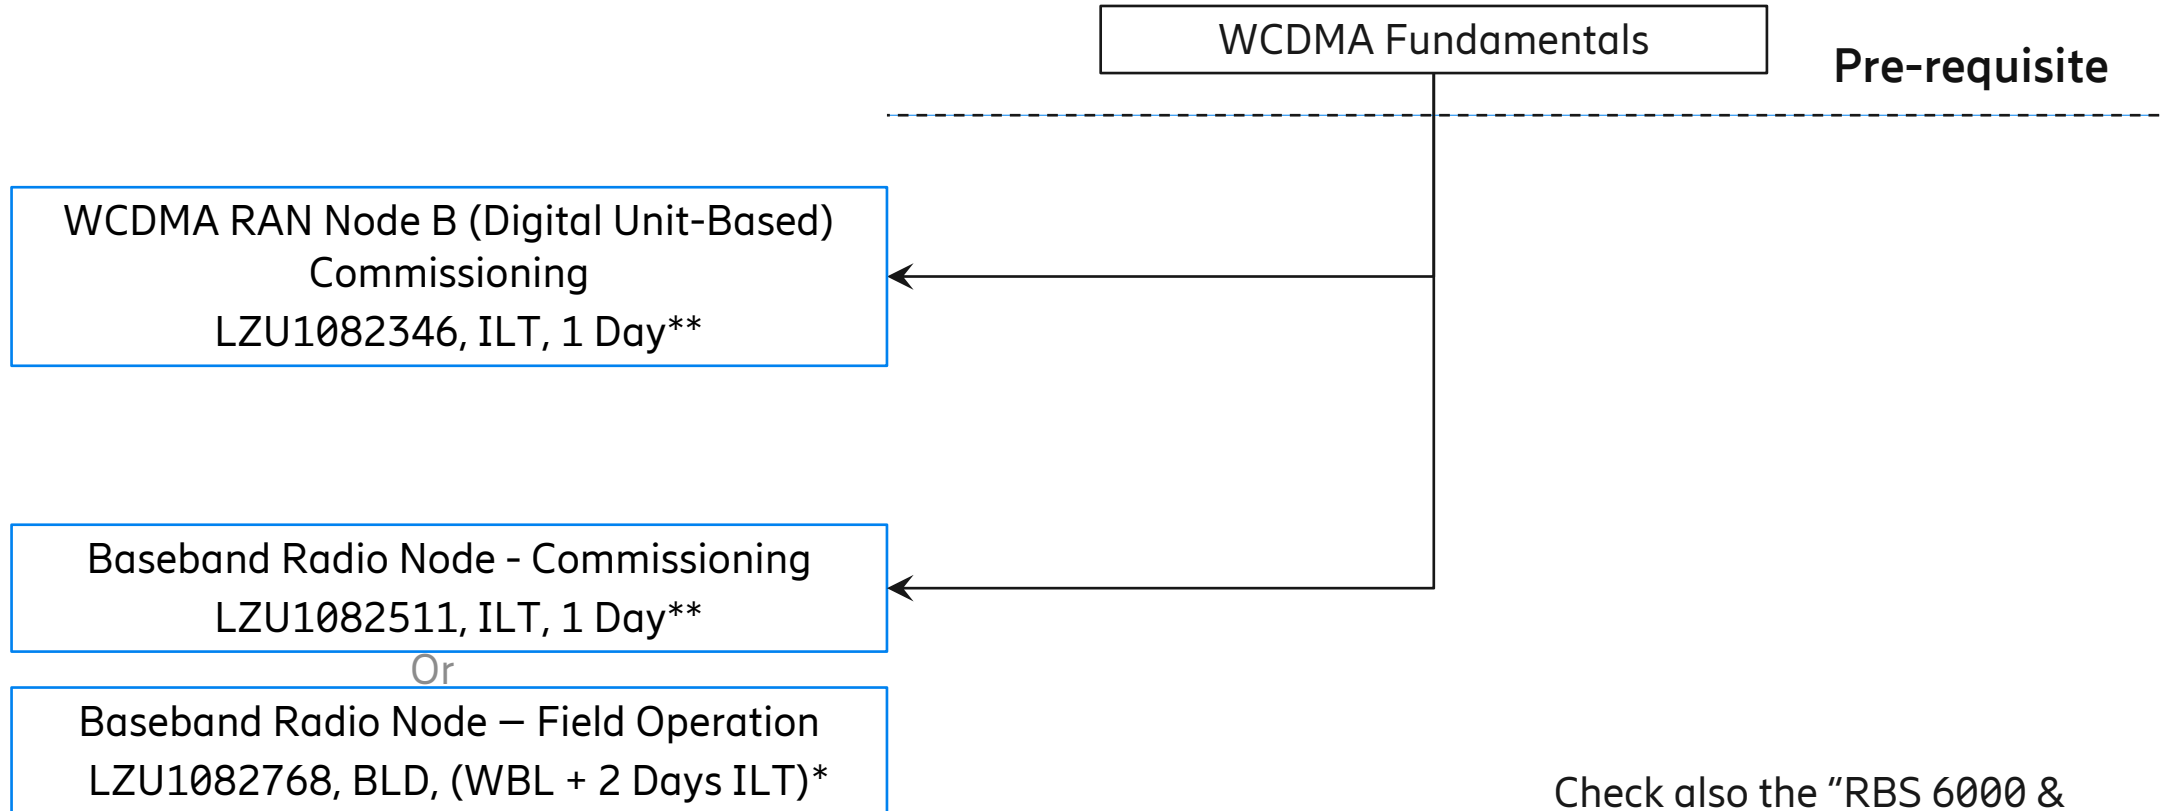 WCDMA Fundamentals
Pre-requisite
WCDMA RAN Node B (Digital Unit-Based)
Commissioning
LZU1082346, ILT, 1 Day**
Baseband Radio Node - Commissioning
LZU1082511, ILT, 1 Day**
Or
Baseband Radio Node – Field Operation
LZU1082768, BLD, (WBL + 2 Days ILT)*
Check also the “RBS 6000 &